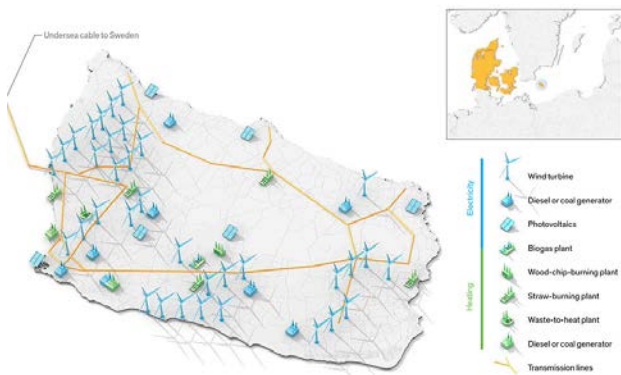 Undersea cable to Sweden
Electricity
Heating
Wind turbine
Diesel or coal generator
Photovoltaics
Biogas plant
Wood-chip-burning plant
Straw-burning plant
Waste-to-heat plant
Diesel or coal generator
Transmission lines